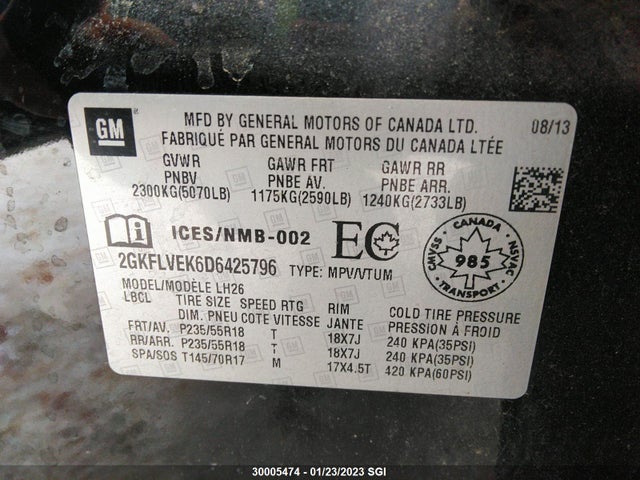 GM
MFD BY GENERAL MOTORS OF CANADA LTD. 08/13
FABRIQUÉ PAR GENERAL MOTORS DU CANADA LTÉE
GVWR GAWR FRT GAWR RR
PNBV PNBE AV. PNBE ARR.
2300KG(5070LB) 1175KG(2590LB) 1240KG(2733LB)
i ICES/NMB-002 EC
CANADA
CMVSS 985 NSVAC
TRANSPORT
2GKFLVEK6D6425796 TYPE: MPV/VTUM
MODEL/MODÈLE LH26
LBCL TIRE SIZE SPEED RTG RIM COLD TIRE PRESSURE
DIM. PNEU COTE VITESSE JANTE PRESSION À FROID
FRT/AV. P235/55R18 T 18X7J 240 KPA(35PSI)
RR/ARR. P235/55R18 T 18X7J 240 KPA(35PSI)
SPA/SOS T145/70R17 M 17X4.5T 420 KPA(60PSI)
30005474 - 01/23/2023 SGI